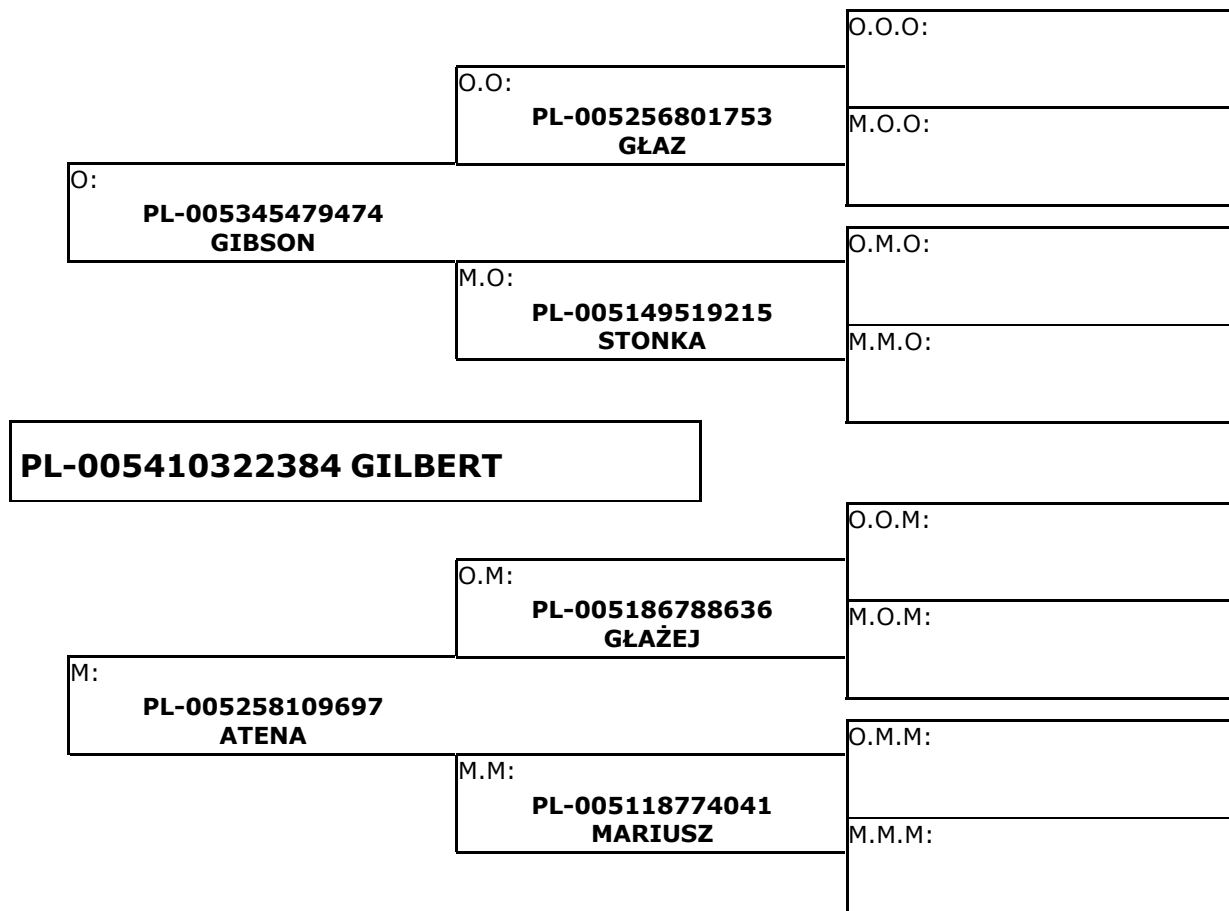 O.O.O:
O.O:
PL-005256801753
GŁAZ
M.O.O:
O:
PL-005345479474
GIBSON
O.M.O:
M.O:
PL-005149519215
STONKA
M.M.O:
PL-005410322384 GILBERT
O.O.M:
O.M:
PL-005186788636
GŁAŻEJ
M.O.M:
M:
PL-005258109697
ATENA
O.M.M:
M.M:
PL-005118774041
MARIUSZ
M.M.M: